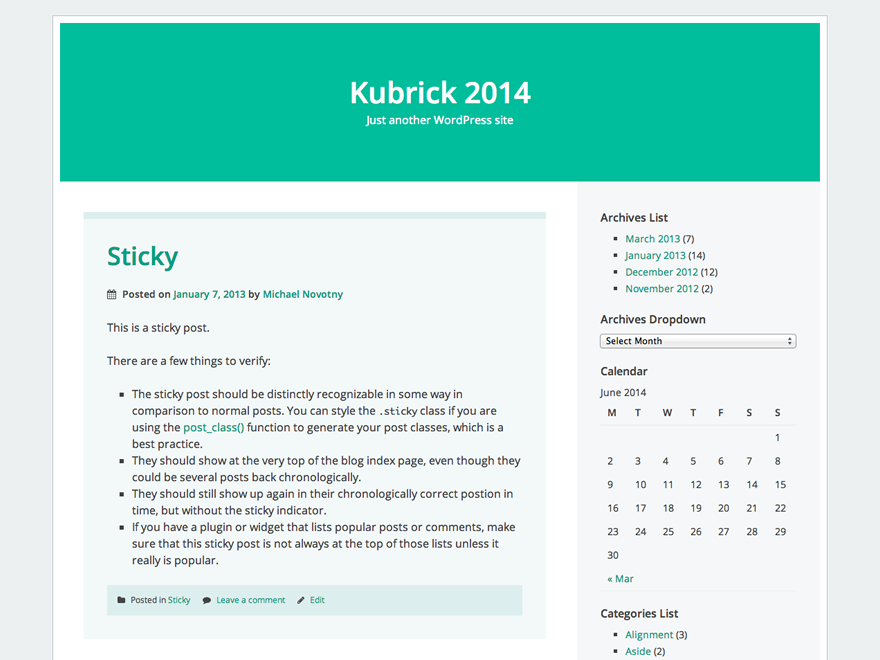 Kubrick 2014
Just another WordPress site
Sticky
Posted on January 7, 2013 by Michael Novotny
This is a sticky post.
There are a few things to verify:
The sticky post should be distinctly recognizable in some way in
comparison to normal posts. You can style the .sticky class if you are
using the post_class() function to generate your post classes, which is a
best practice.
They should show at the very top of the blog index page, even though they
could be several posts back chronologically.
They should still show up again in their chronologically correct postion in
time, but without the sticky indicator.
If you have a plugin or widget that lists popular posts or comments, make
sure that this sticky post is not always at the top of those lists unless it
really is popular.
Posted in Sticky Leave a comment Edit
Archives List
March 2013 (7)
January 2013 (14)
December 2012 (12)
November 2012 (2)
Archives Dropdown
Select Month
Calendar
June 2014
M T W T F S S
1
2 3 4 5 6 7 8
9 10 11 12 13 14 15
16 17 18 19 20 21 22
23 24 25 26 27 28 29
30
« Mar
Categories List
Alignment (3)
Aside (2)